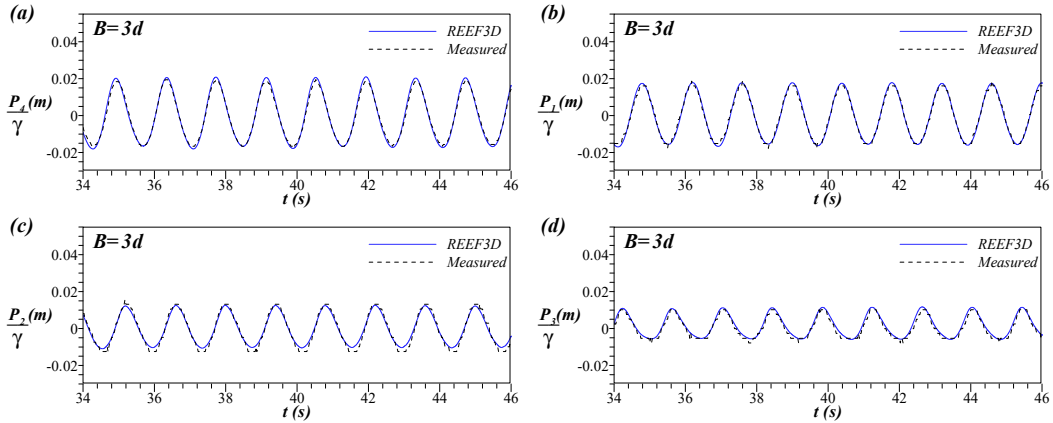 (a)
B=3d
REEF3D
Measured
P4(m)
γ
0.04
0.02
0
-0.02
34 36 38 40 42 44 46
t (s)
(b)
B=3d
REEF3D
Measured
P1(m)
γ
0.04
0.02
0
-0.02
34 36 38 40 42 44 46
t (s)
(c)
B=3d
REEF3D
Measured
P2(m)
γ
0.04
0.02
0
-0.02
34 36 38 40 42 44 46
t (s)
(d)
B=3d
REEF3D
Measured
P3(m)
γ
0.04
0.02
0
-0.02
34 36 38 40 42 44 46
t (s)